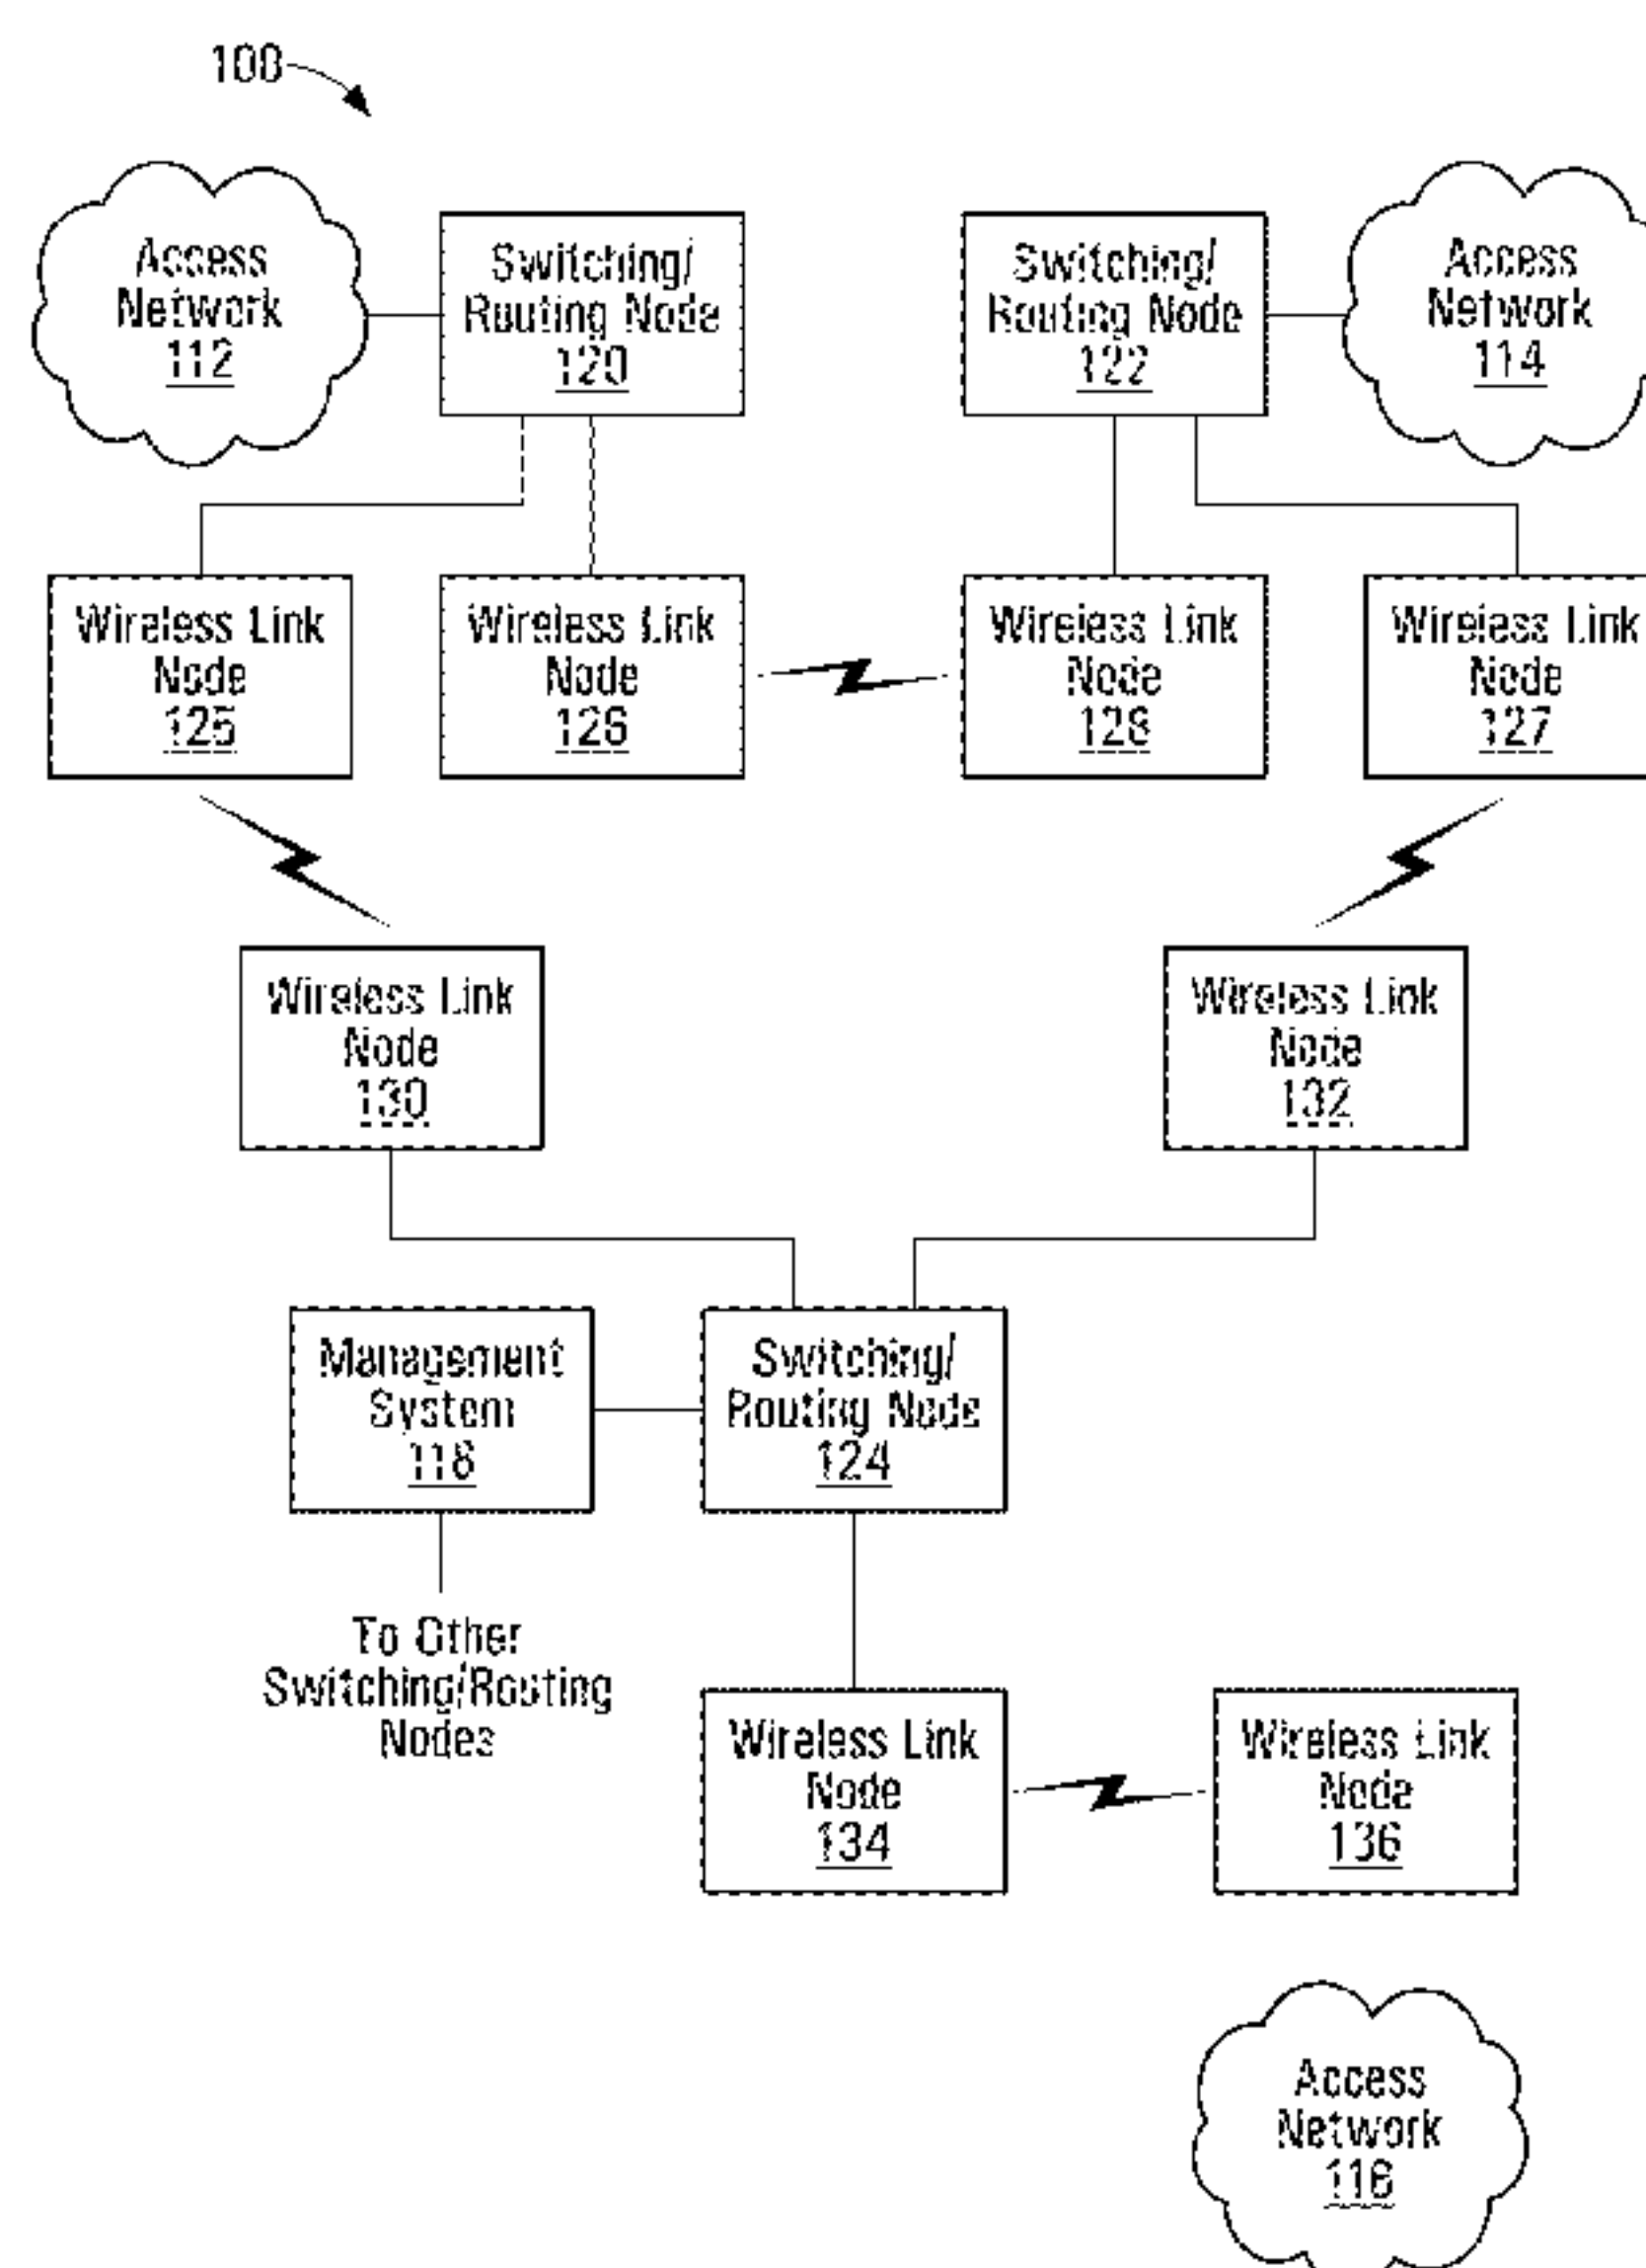 100
Access
Network
112
Switching/
Routing Node
120
Switching/
Routing Node
122
Access
Network
114
Wireless Link
Node
125
Wireless Link
Node
126
Wireless Link
Node
128
Wireless Link
Node
127
Wireless Link
Node
130
Wireless Link
Node
132
Management
System
118
Switching/
Routing Node
124
To Other
Switching/Routing
Nodes
Wireless Link
Node
134
Wireless Link
Node
136
Access
Network
116